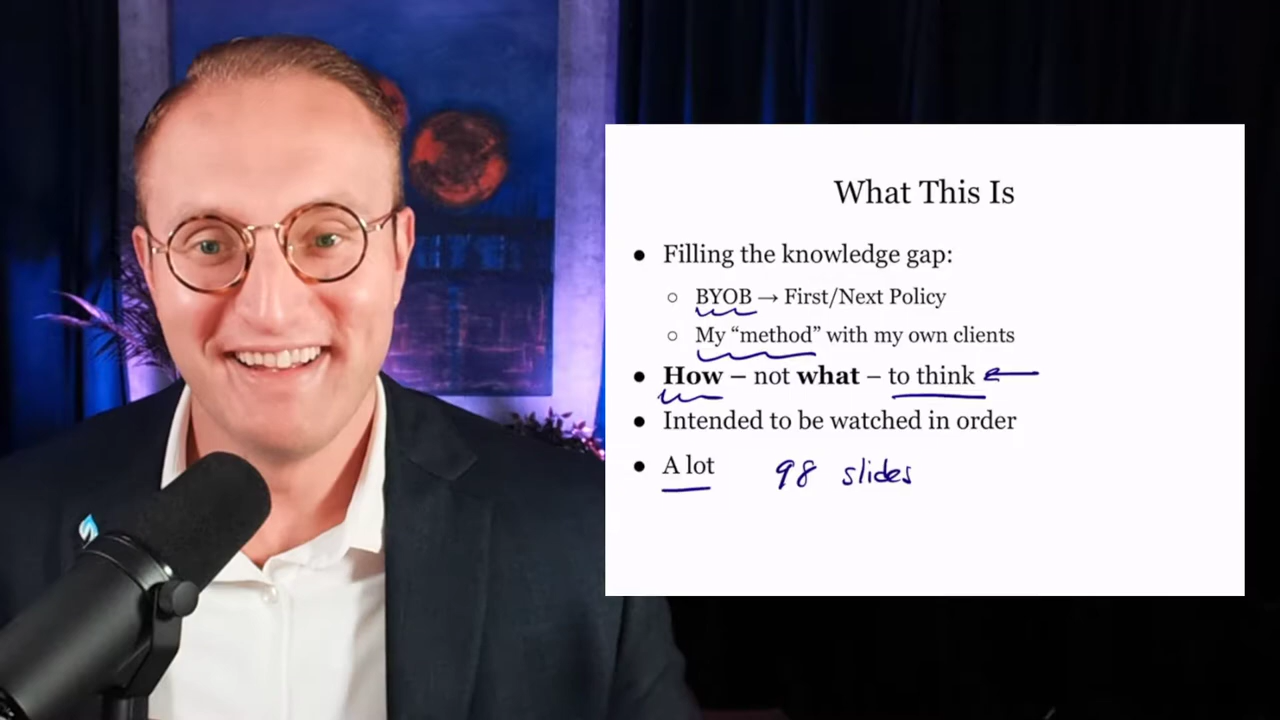 What This Is
● Filling the knowledge gap:
○ BYOB → First/Next Policy
○ My “method” with my own clients
● How – not what – to think
● Intended to be watched in order
● A lot 98 slides